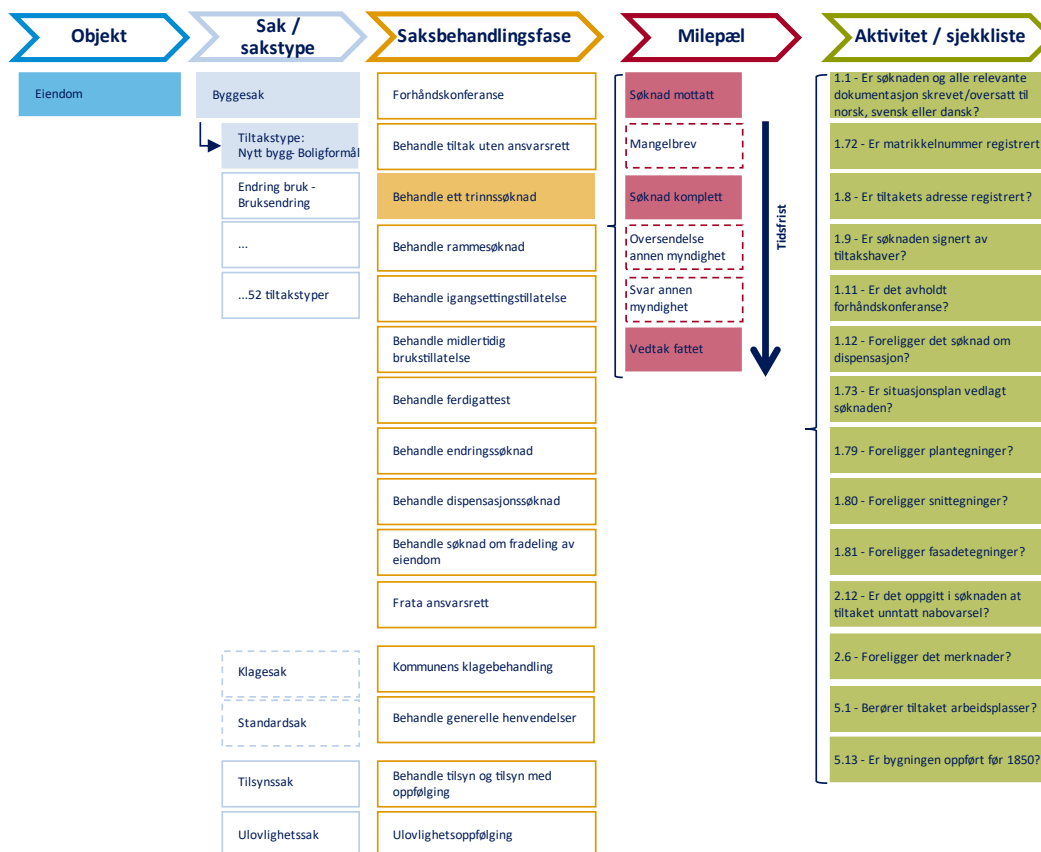 Objekt
Sak /
sakstype
Saksbehandlingsfase
Milepæl
Aktivitet / sjekkliste
Eiendom
Byggesak
Tiltakstype:
Nytt bygg- Boligformål
Endring bruk -
Bruksendring
...
...52 tiltakstyper
Klagesak
Standardsak
Tilsynssak
Ulovlighetssak
Forhåndskonferanse
Behandle tiltak uten ansvarsrett
Behandle ett trinnssøknad
Behandle rammesøknad
Behandle igangsettingstillatelse
Behandle midlertidig
brukstillatelse
Behandle ferdigattest
Behandle endringssøknad
Behandle dispensasjonssøknad
Behandle søknad om fradeling av
eiendom
Frata ansvarsrett
Kommunens klagebehandling
Behandle generelle henvendelser
Behandle tilsyn og tilsyn med
oppfølging
Ulovlighetsoppfølging
Søknad mottatt
Mangelbrev
Søknad komplett
Oversendelse
annen myndighet
Svar annen
myndighet
Vedtak fattet
Tidsfrist
1.1 - Er søknaden og alle relevante
dokumentasjon skrevet/oversatt til
norsk, svensk eller dansk?
1.72 - Er matrikkelnummer registrert
1.8 - Er tiltakets adresse registrert?
1.9 - Er søknaden signert av
tiltakshaver?
1.11 - Er det avholdt
forhåndskonferanse?
1.12 - Foreligger det søknad om
dispensasjon?
1.73 - Er situasjonsplan vedlagt
søknaden?
1.79 - Foreligger plantegninger?
1.80 - Foreligger snittegninger?
1.81 - Foreligger fasadetegninger?
2.12 - Er det oppgitt i søknaden at
tiltaket unntatt nabovarsel?
2.6 - Foreligger det merknader?
5.1 - Berører tiltaket arbeidsplasser?
5.13 - Er bygningen oppført før 1850?